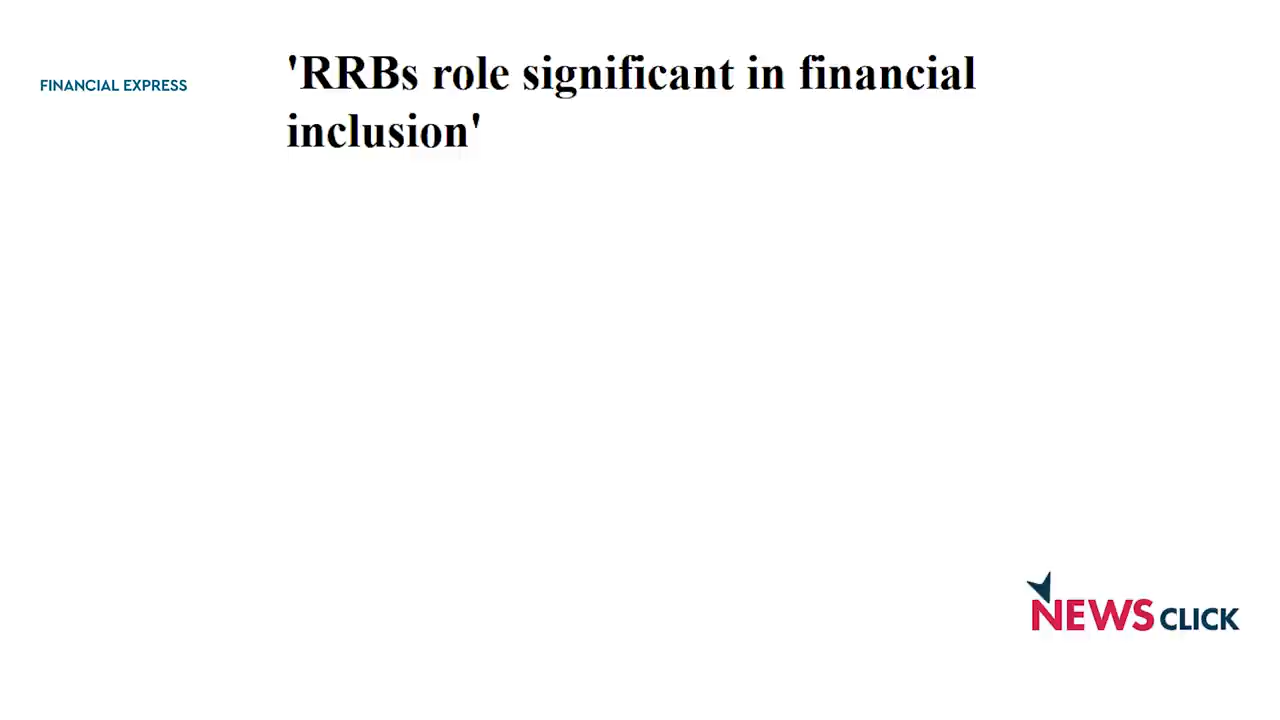 FINANCIAL EXPRESS
'RRBs role significant in financial
inclusion'
NEWS CLICK